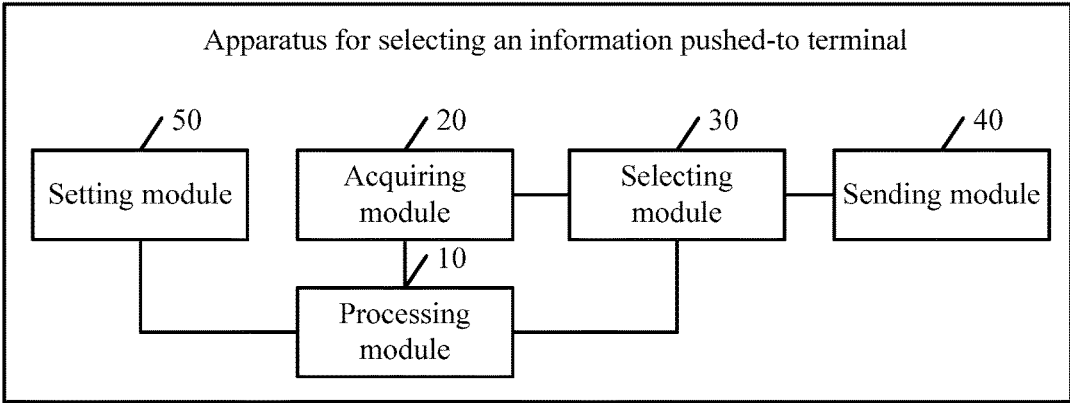 Apparatus for selecting an information pushed-to terminal
50
20
30
40
Setting module
Acquiring
module
Selecting
module
Sending module
10
Processing
module